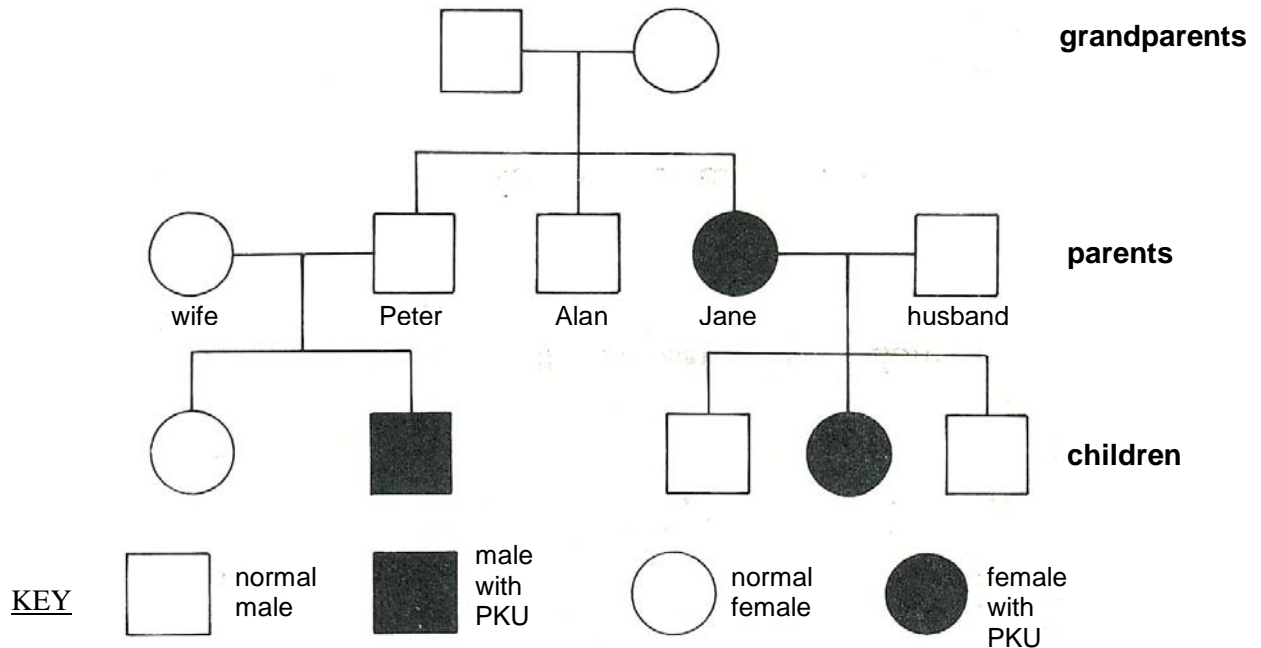 grandparents
parents
wife
Peter
Alan
Jane
husband
children
KEY
normal
male
male
with
PKU
normal
female
female
with
PKU